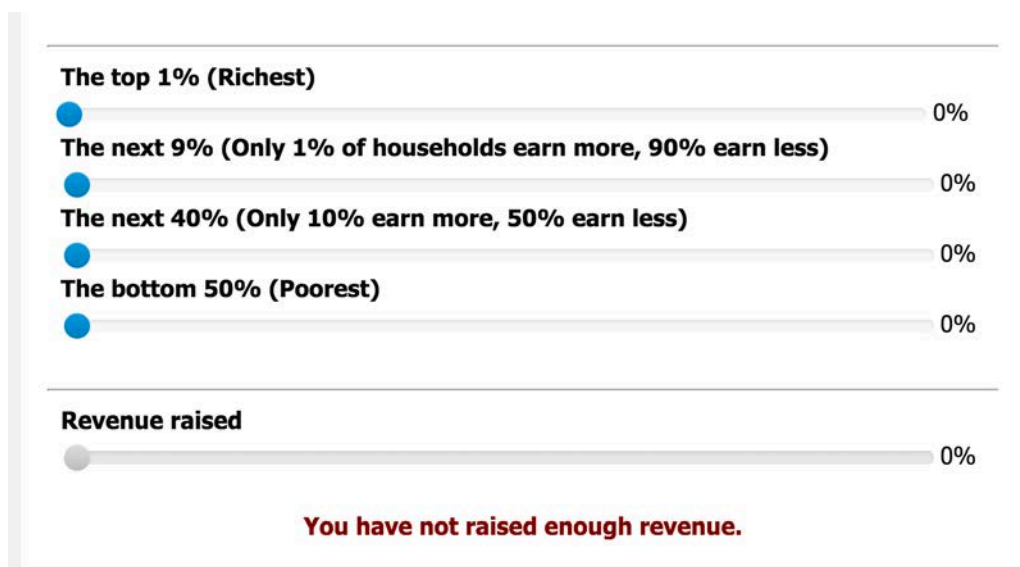 The top 1% (Richest)
0%
The next 9% (Only 1% of households earn more, 90% earn less)
0%
The next 40% (Only 10% earn more, 50% earn less)
0%
The bottom 50% (Poorest)
0%
Revenue raised
0%
You have not raised enough revenue.